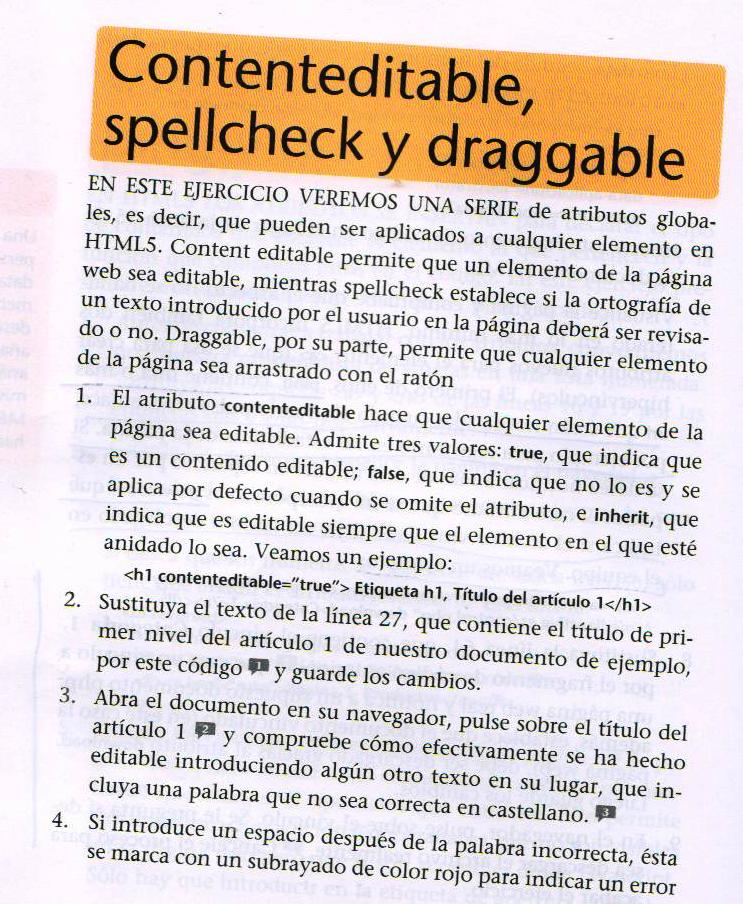 Contenteditable,
spellcheck y draggable
EN ESTE EJERCICIO VEREMOS UNA SERIE de atributos globa-
les, es decir, que pueden ser aplicados a cualquier elemento en
HTML5. Content editable permite que un elemento de la página
web sea editable, mientras spellcheck establece si la ortografía de
un texto introducido por el usuario en la página deberá ser revisa-
do o no. Draggable, por su parte, permite que cualquier elemento
de la página sea arrastrado con el ratón
1. El atributo contenteditable hace que cualquier elemento de la
página sea editable. Admite tres valores: true, que indica que
es un contenido editable; false, que indica que no lo es y se
aplica por defecto cuando se omite el atributo, e inherit, que
indica que es editable siempre que el elemento en el que esté
anidado lo sea. Veamos un ejemplo:
<h1 contenteditable="true"> Etiqueta h1, Título del artículo 1</h1>
2. Sustituya el texto de la línea 27, que contiene el título de pri-
mer nivel del artículo 1 de nuestro documento de ejemplo,
por este código 1 y guarde los cambios.
3. Abra el documento en su navegador, pulse sobre el título del
artículo 1 2 y compruebe cómo efectivamente se ha hecho
editable introduciendo algún otro texto en su lugar, que in-
cluya una palabra que no sea correcta en castellano. 3
4. Si introduce un espacio después de la palabra incorrecta, ésta
se marca con un subrayado de color rojo para indicar un error